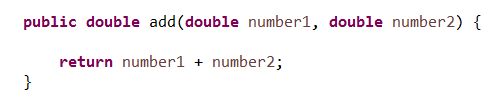 public double add(double number1, double number2) {
return number1 + number2;
}